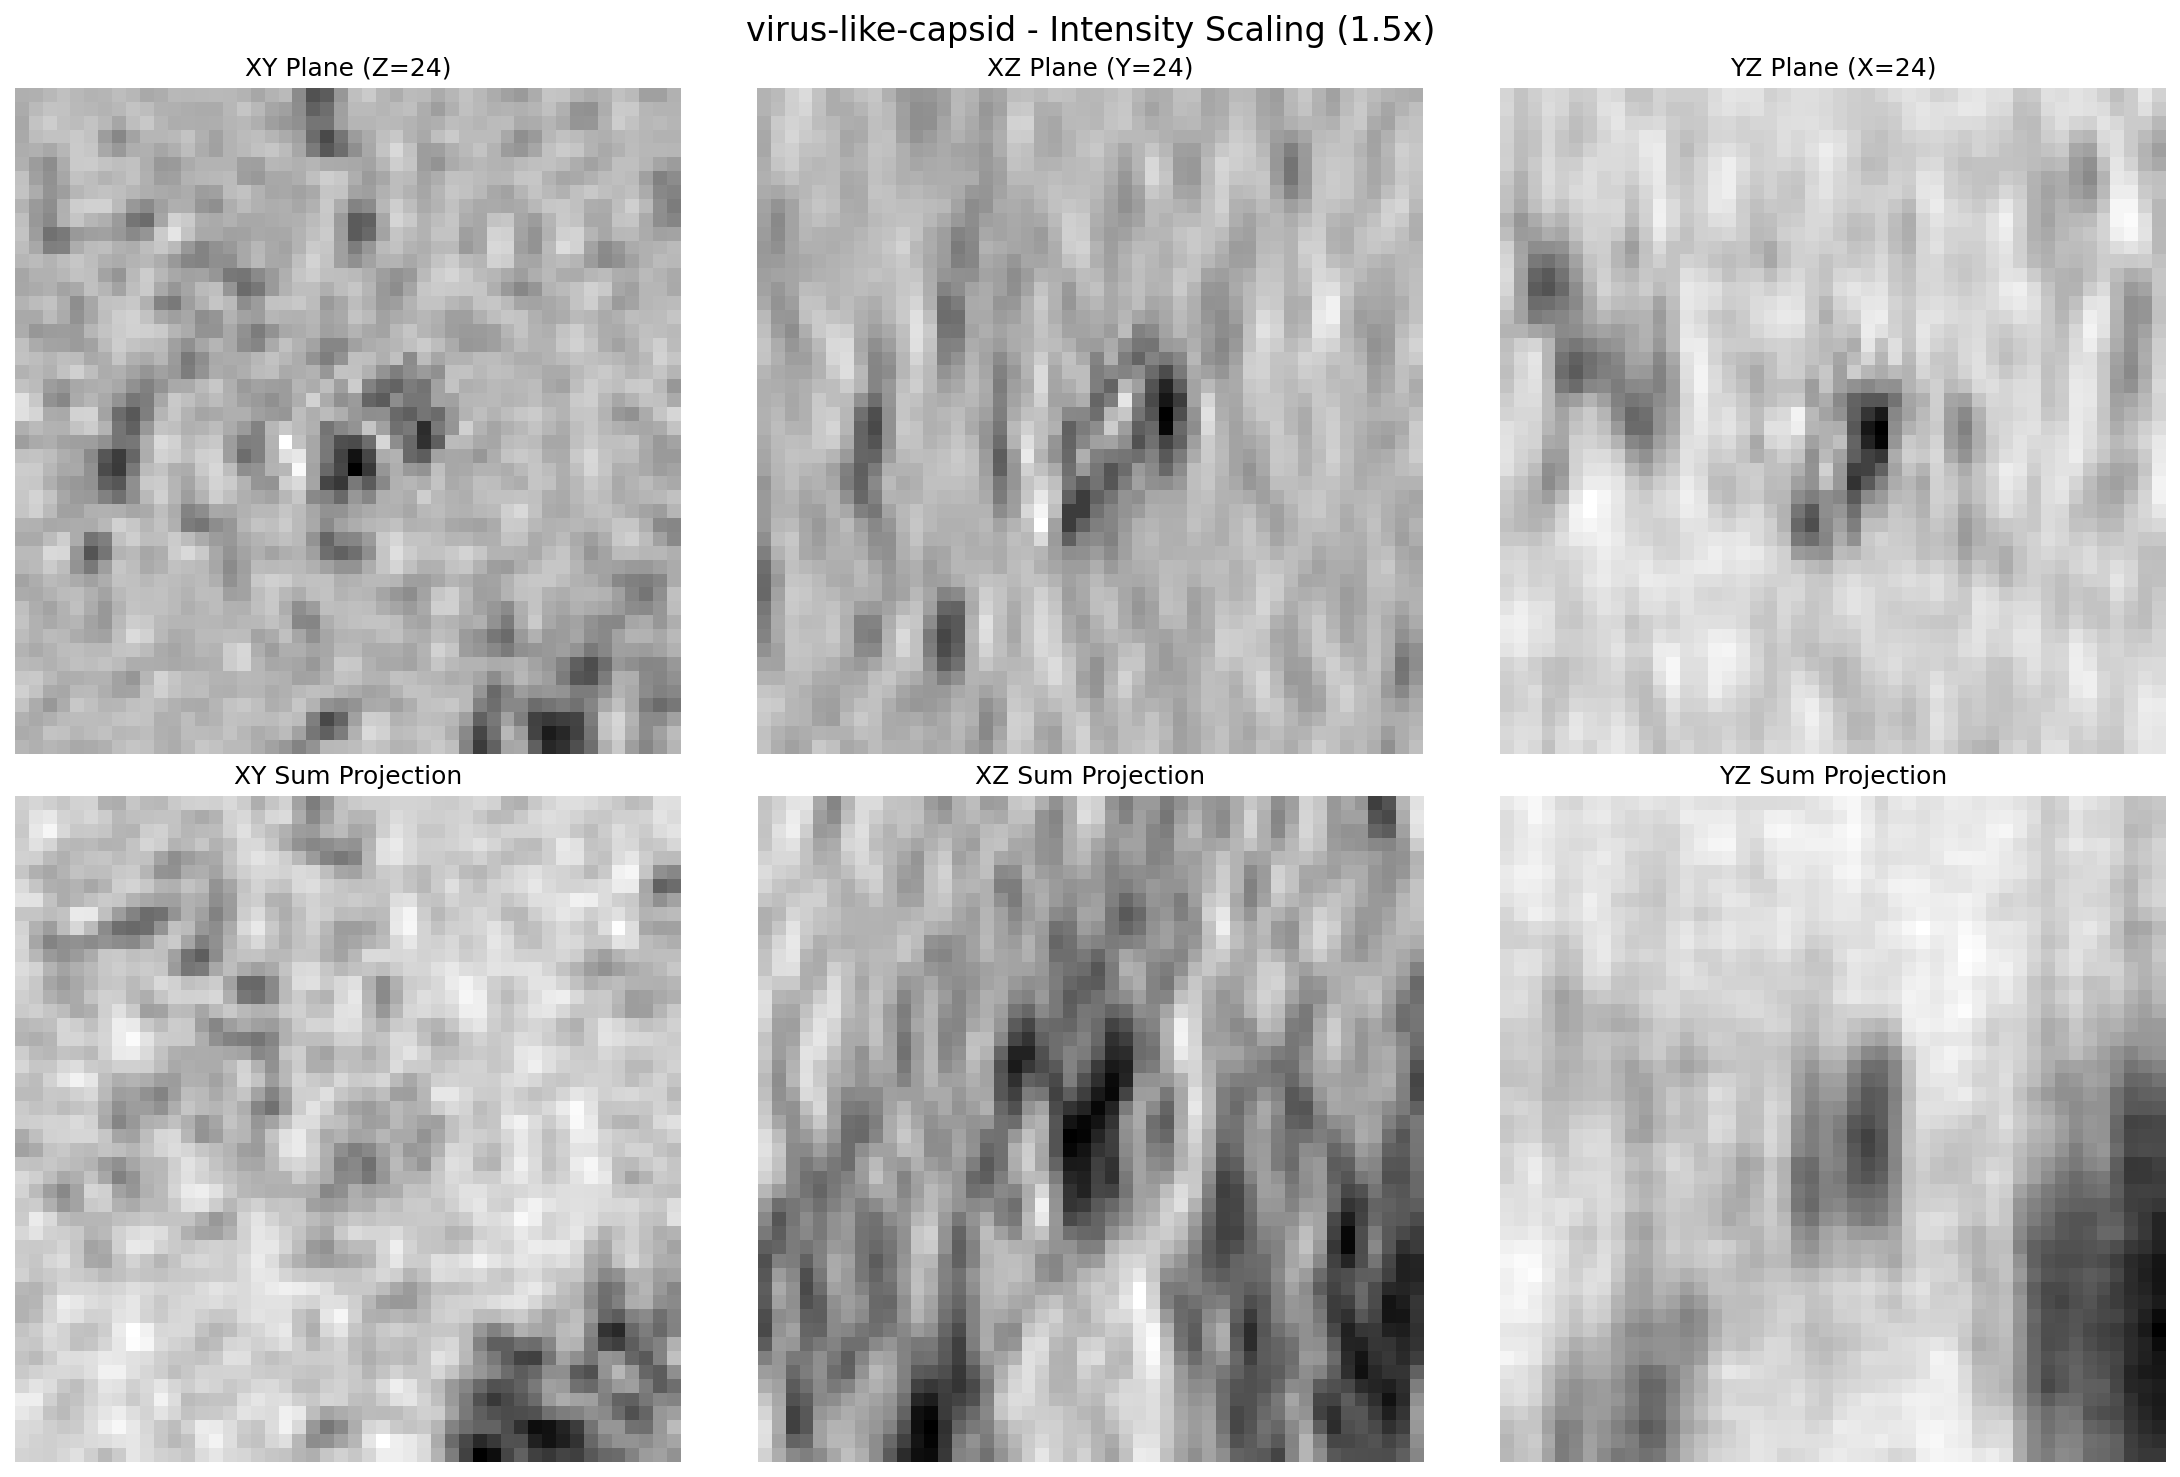 virus-like-capsid - Intensity Scaling (1.5x)
XY Plane (Z=24)
XZ Plane (Y=24)
YZ Plane (X=24)
XY Sum Projection
XZ Sum Projection
YZ Sum Projection